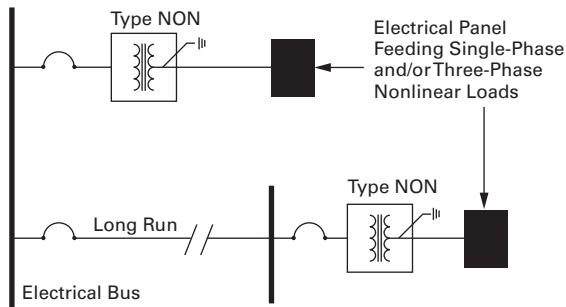 Type NON
Electrical Panel
Feeding Single-Phase
and/or Three-Phase
Nonlinear Loads
Type NON
Long Run
Electrical Bus